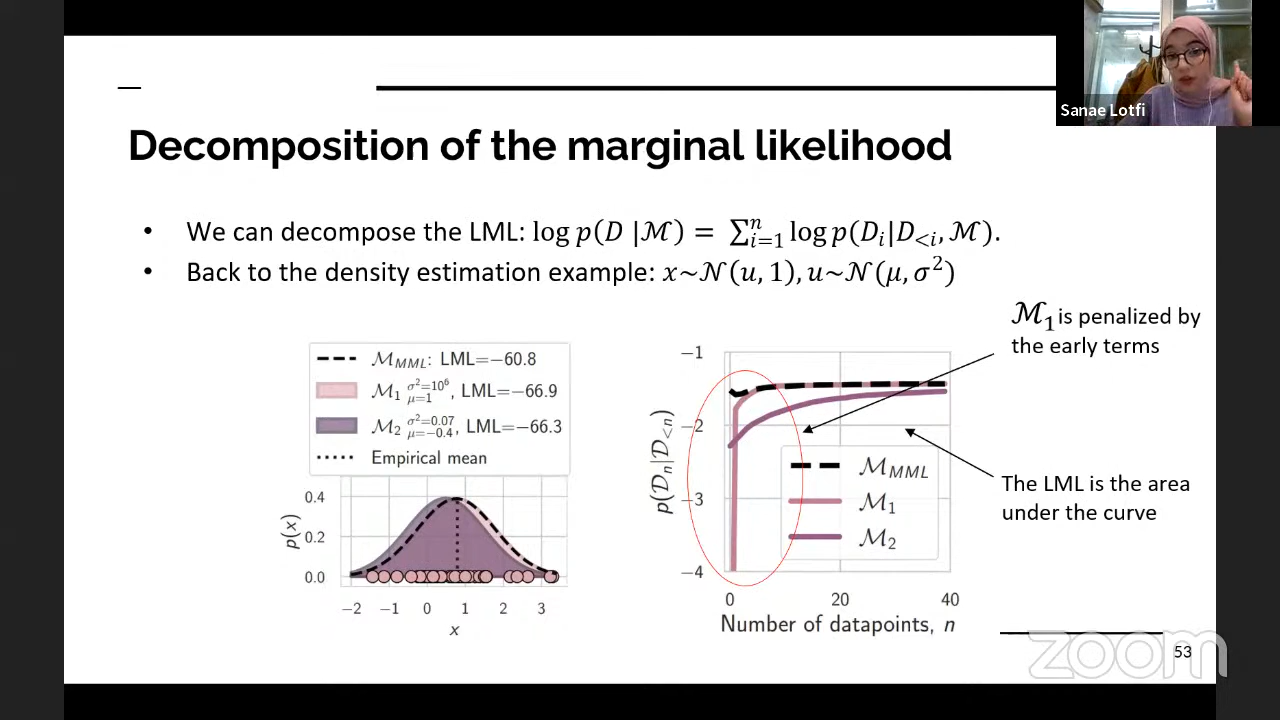 Sanae Lotfi
Decomposition of the marginal likelihood
• We can decompose the LML: log p(D |ℳ) = ∑ⁿᵢ₌₁ log p(Dᵢ|D<ᵢ, ℳ).
• Back to the density estimation example: x~𝒩(u, 1), u~𝒩(μ, σ²)
ℳ₁ is penalized by
the early terms
ℳMML: LML=−60.8
ℳ₁ σ²=10⁶ μ=1, LML=−66.9
ℳ₂ σ²=0.07 μ=−0.4, LML=−66.3
Empirical mean
p(x)
0.4
0.2
0.0
−2 −1 0 1 2 3
x
p(𝒟ₙ|𝒟<ₙ)
−1
−2
−3
−4
ℳMML
ℳ₁
ℳ₂
0 20 40
Number of datapoints, n
The LML is the area
under the curve
53
zoom